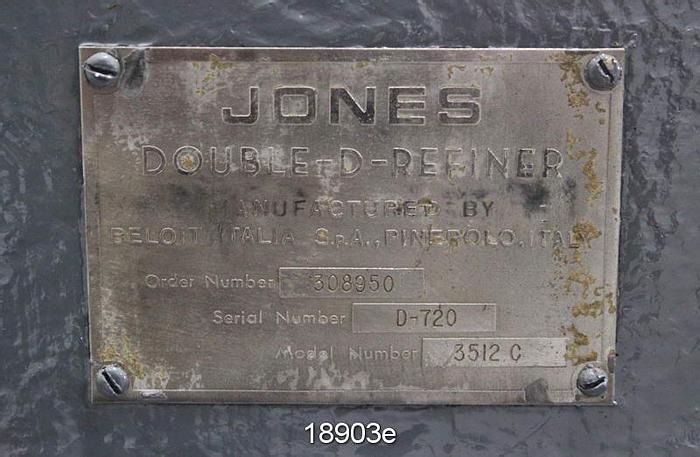 JONES
DOUBLE-D-REFINER
MANUFACTURED BY
BELOIT ITALIA S.p.A., PINEROLO, ITALY
Order Number 308950
Serial Number D-720
Model Number 3512 C
18903e